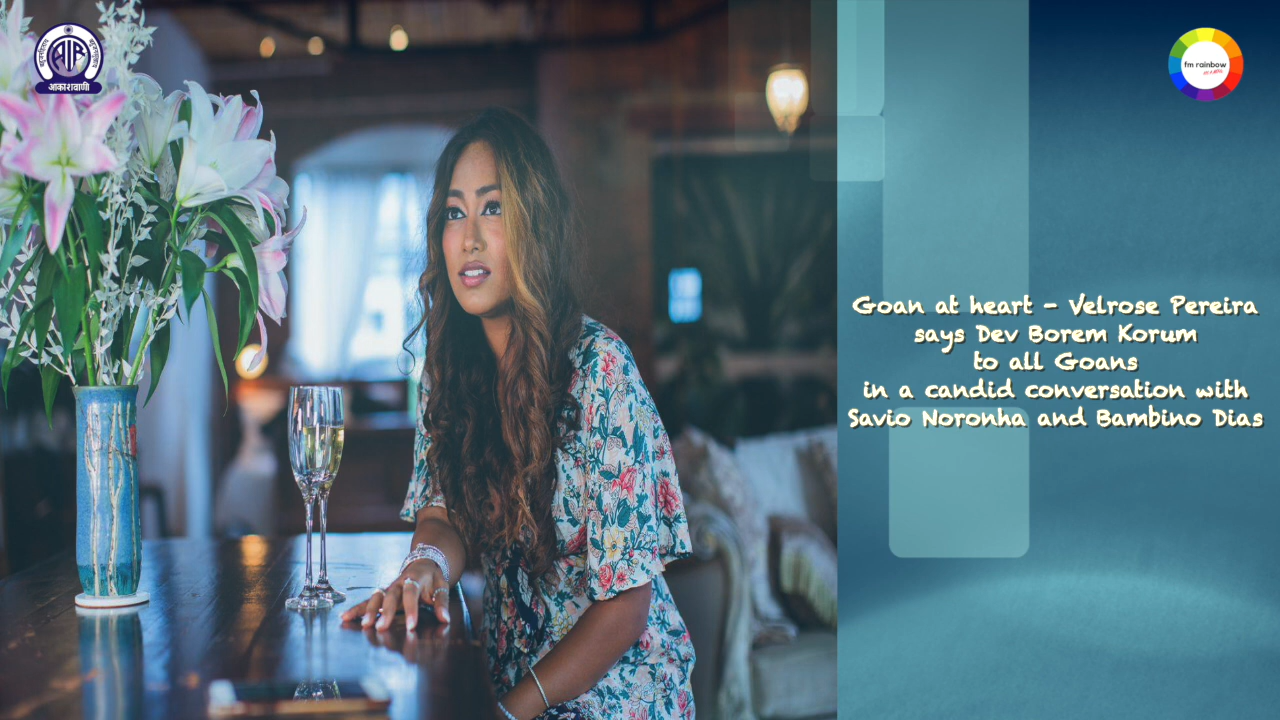 AIR
आकाशवाणी
fm rainbow
Goan at heart - Velrose Pereira
says Dev Borem Korum
to all Goans
in a candid conversation with
Savio Noronha and Bambino Dias